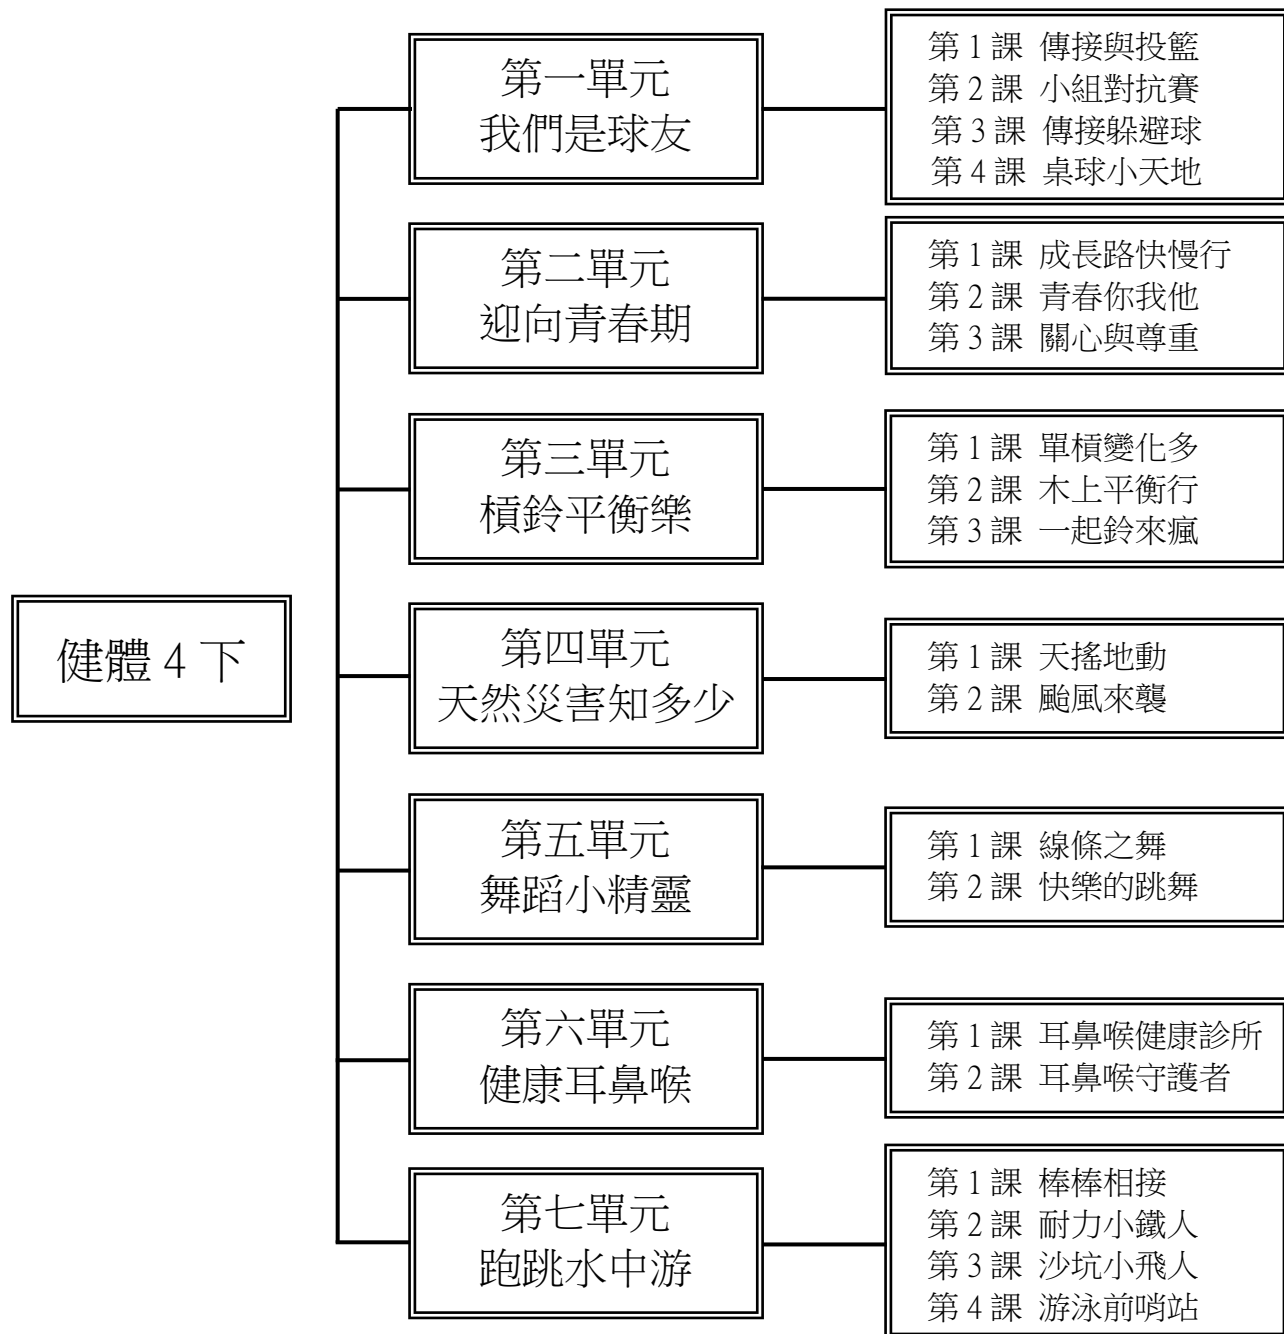 健體4下
第一單元
我們是球友
第1課 傳接與投籃
第2課 小組對抗賽
第3課 傳接躲避球
第4課 桌球小天地
第二單元
迎向青春期
第1課 成長路快慢行
第2課 青春你我他
第3課 關心與尊重
第三單元
槓鈴平衡樂
第1課 單槓變化多
第2課 木上平衡行
第3課 一起鈴來瘋
第四單元
天然災害知多少
第1課 天搖地動
第2課 颱風來襲
第五單元
舞蹈小精靈
第1課 線條之舞
第2課 快樂的跳舞
第六單元
健康耳鼻喉
第1課 耳鼻喉健康診所
第2課 耳鼻喉守護者
第七單元
跑跳水中游
第1課 棒棒相接
第2課 耐力小鐵人
第3課 沙坑小飛人
第4課 游泳前哨站